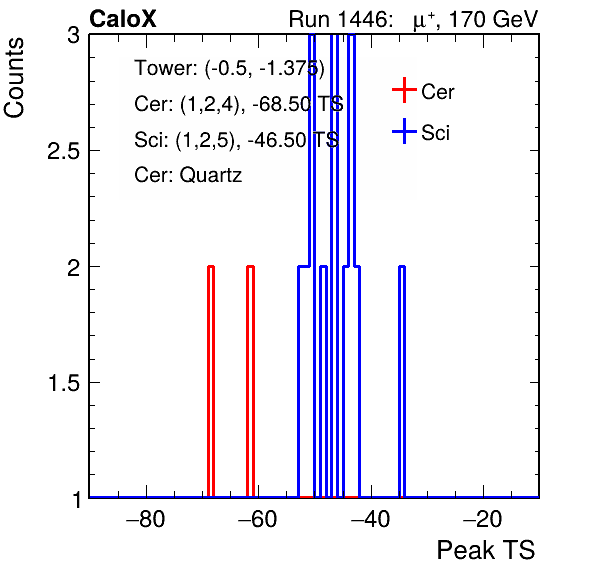 CaloX Run 1446: μ⁺, 170 GeV
Counts
3
2.5
2
1.5
1
Tower: (-0.5, -1.375)
Cer: (1,2,4), -68.50 TS
Sci: (1,2,5), -46.50 TS
Cer: Quartz
Cer
Sci
−80 −60 −40 −20
Peak TS